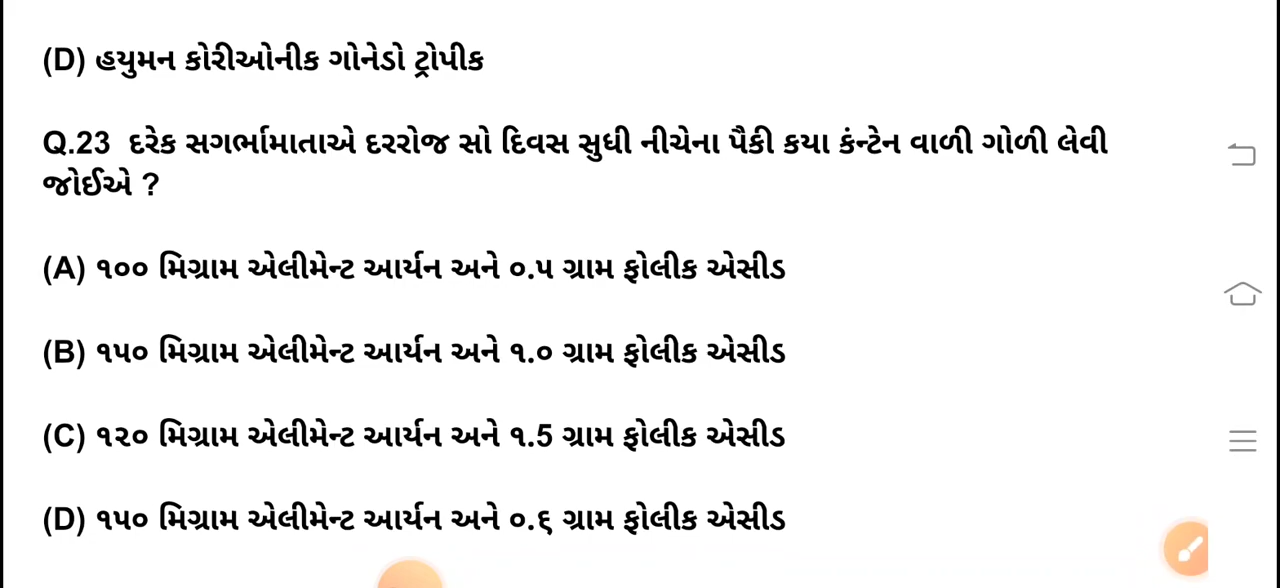 (D) હયુમન કોરીઓનીક ગોનેડો ટ્રોપીક
Q.23 દરેક સગર્ભામાતાએ દરરોજ સો દિવસ સુધી નીચેના પૈકી કયા કંન્ટેન વાળી ગોળી લેવી
જોઈએ ?
(A) ૧૦૦ મિગ્રામ એલીમેન્ટ આર્યન અને ૦.૫ ગ્રામ ફોલીક એસીડ
(B) ૧૫૦ મિગ્રામ એલીમેન્ટ આર્યન અને ૧.૦ ગ્રામ ફોલીક એસીડ
(C) ૧૨૦ મિગ્રામ એલીમેન્ટ આર્યન અને ૧.5 ગ્રામ ફોલીક એસીડ
(D) ૧૫૦ મિગ્રામ એલીમેન્ટ આર્યન અને ૦.૬ ગ્રામ ફોલીક એસીડ